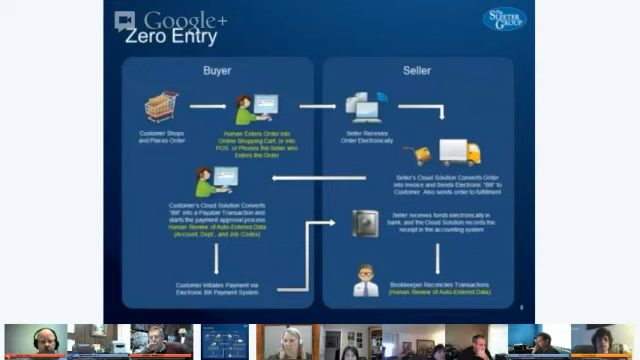 Google+
The
SLEETER
GROUP
Zero Entry
Buyer
Seller
Customer Shops
and Places Order
Human Enters Order into
Online Shopping Cart, or into
POS, or Phones the Seller who
Enters the Order
Seller Receives
Order Electronically
Seller's Cloud Solution Converts Order
into Invoice and Sends Electronic "Bill" to
Customer. Also sends order to fulfillment
Customer's Cloud Solution Converts
"Bill" into a Payable Transaction and
starts the payment approval process.
Human Review of Auto-Entered Data
(Account, Dept., and Job Codes)
Seller receives funds electronically in
bank, and the Cloud Solution records the
receipt in the accounting system
Customer Initiates Payment via
Electronic Bill Payment System
Bookkeeper Reconciles Transactions
(Human Review of Auto-Entered Data)